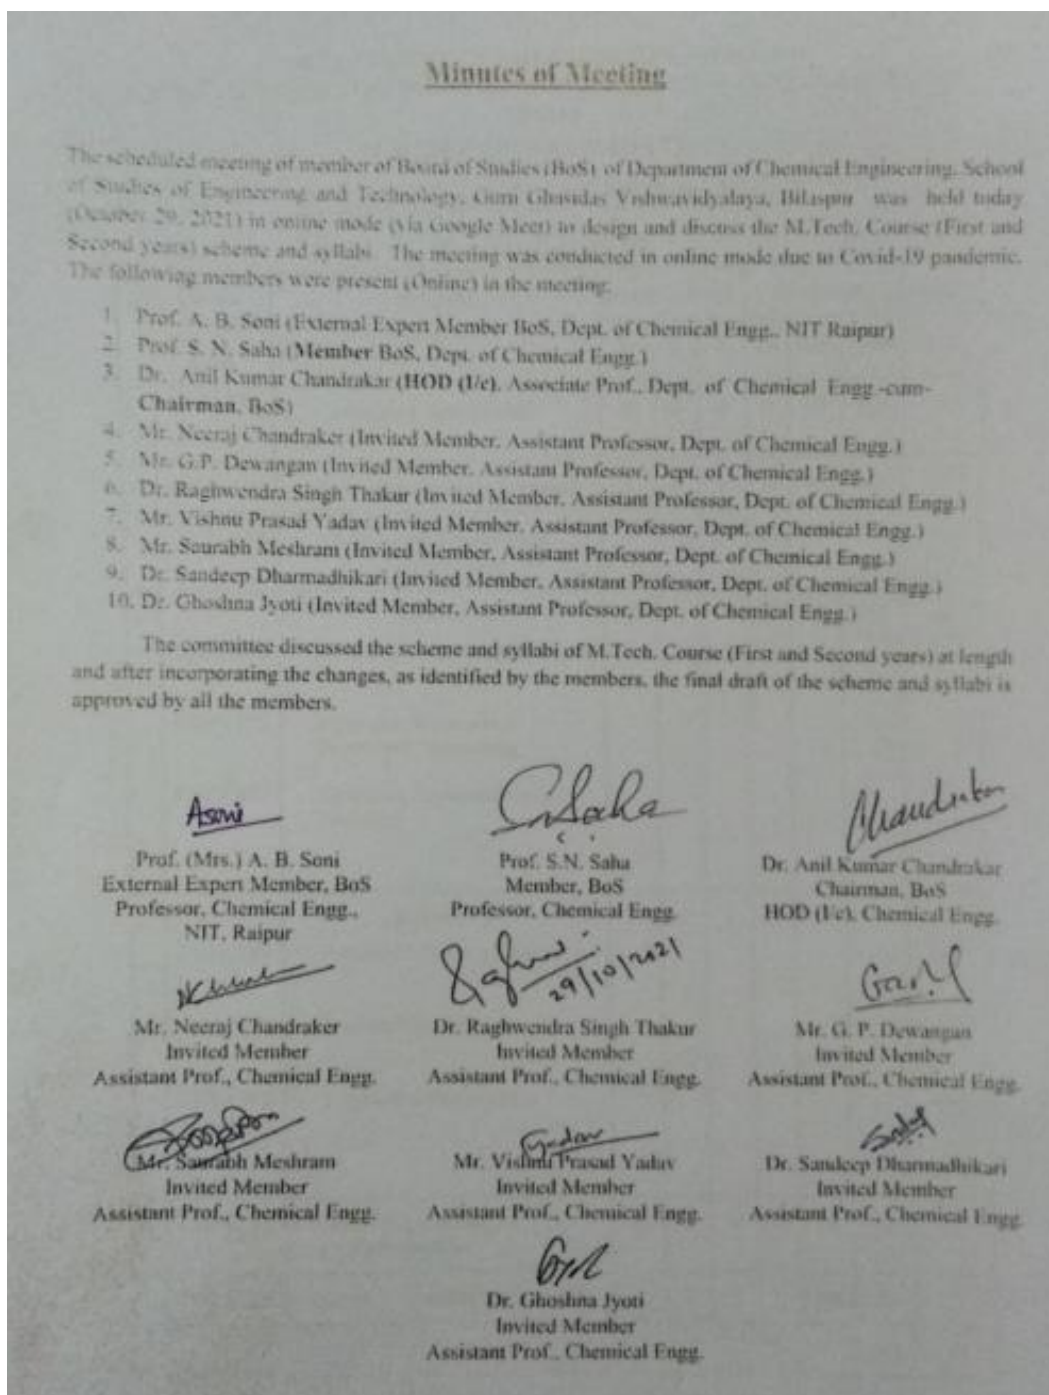 Minutes of Meeting
The scheduled meeting of member of Board of Studies (BoS) of Department of Chemical Engineering, School
of Studies of Engineering and Technology, Guru Ghasidas Vishwavidyalaya, Bilaspur was held today
(October 29, 2021) in online mode (via Google Meet) to design and discuss the M.Tech. Course (First and
Second years) scheme and syllabi. The meeting was conducted in online mode due to Covid-19 pandemic.
The following members were present (Online) in the meeting:
1. Prof. A. B. Soni (External Expert Member BoS, Dept. of Chemical Engg., NIT Raipur)
2. Prof. S. N. Saha (Member BoS, Dept. of Chemical Engg.)
3. Dr. Anil Kumar Chandrakar (HOD (I/c), Associate Prof., Dept. of Chemical Engg.-cum-
Chairman, BoS)
4. Mr. Neeraj Chandraker (Invited Member, Assistant Professor, Dept. of Chemical Engg.)
5. Mr. G.P. Dewangan (Invited Member, Assistant Professor, Dept. of Chemical Engg.)
6. Dr. Raghwendra Singh Thakur (Invited Member, Assistant Professor, Dept. of Chemical Engg.)
7. Mr. Vishnu Prasad Yadav (Invited Member, Assistant Professor, Dept. of Chemical Engg.)
8. Mr. Saurabh Meshram (Invited Member, Assistant Professor, Dept. of Chemical Engg.)
9. Dr. Sandeep Dharmadhikari (Invited Member, Assistant Professor, Dept. of Chemical Engg.)
10. Dr. Ghoshna Jyoti (Invited Member, Assistant Professor, Dept. of Chemical Engg.)
The committee discussed the scheme and syllabi of M.Tech. Course (First and Second years) at length
and after incorporating the changes, as identified by the members, the final draft of the scheme and syllabi is
approved by all the members.
Asoni SnSaha Chandrakar
Prof. (Mrs.) A. B. Soni Prof. S.N. Saha Dr. Anil Kumar Chandrakar
External Expert Member, BoS Member, BoS Chairman, BoS
Professor, Chemical Engg., Professor, Chemical Engg. HOD (I/c), Chemical Engg.
NIT, Raipur
29/10/2021
Mr. Neeraj Chandraker Dr. Raghwendra Singh Thakur Mr. G. P. Dewangan
Invited Member Invited Member Invited Member
Assistant Prof., Chemical Engg. Assistant Prof., Chemical Engg. Assistant Prof., Chemical Engg.
Yadav
Mr. Saurabh Meshram Mr. Vishnu Prasad Yadav Dr. Sandeep Dharmadhikari
Invited Member Invited Member Invited Member
Assistant Prof., Chemical Engg. Assistant Prof., Chemical Engg. Assistant Prof., Chemical Engg.
Dr. Ghoshna Jyoti
Invited Member
Assistant Prof., Chemical Engg.